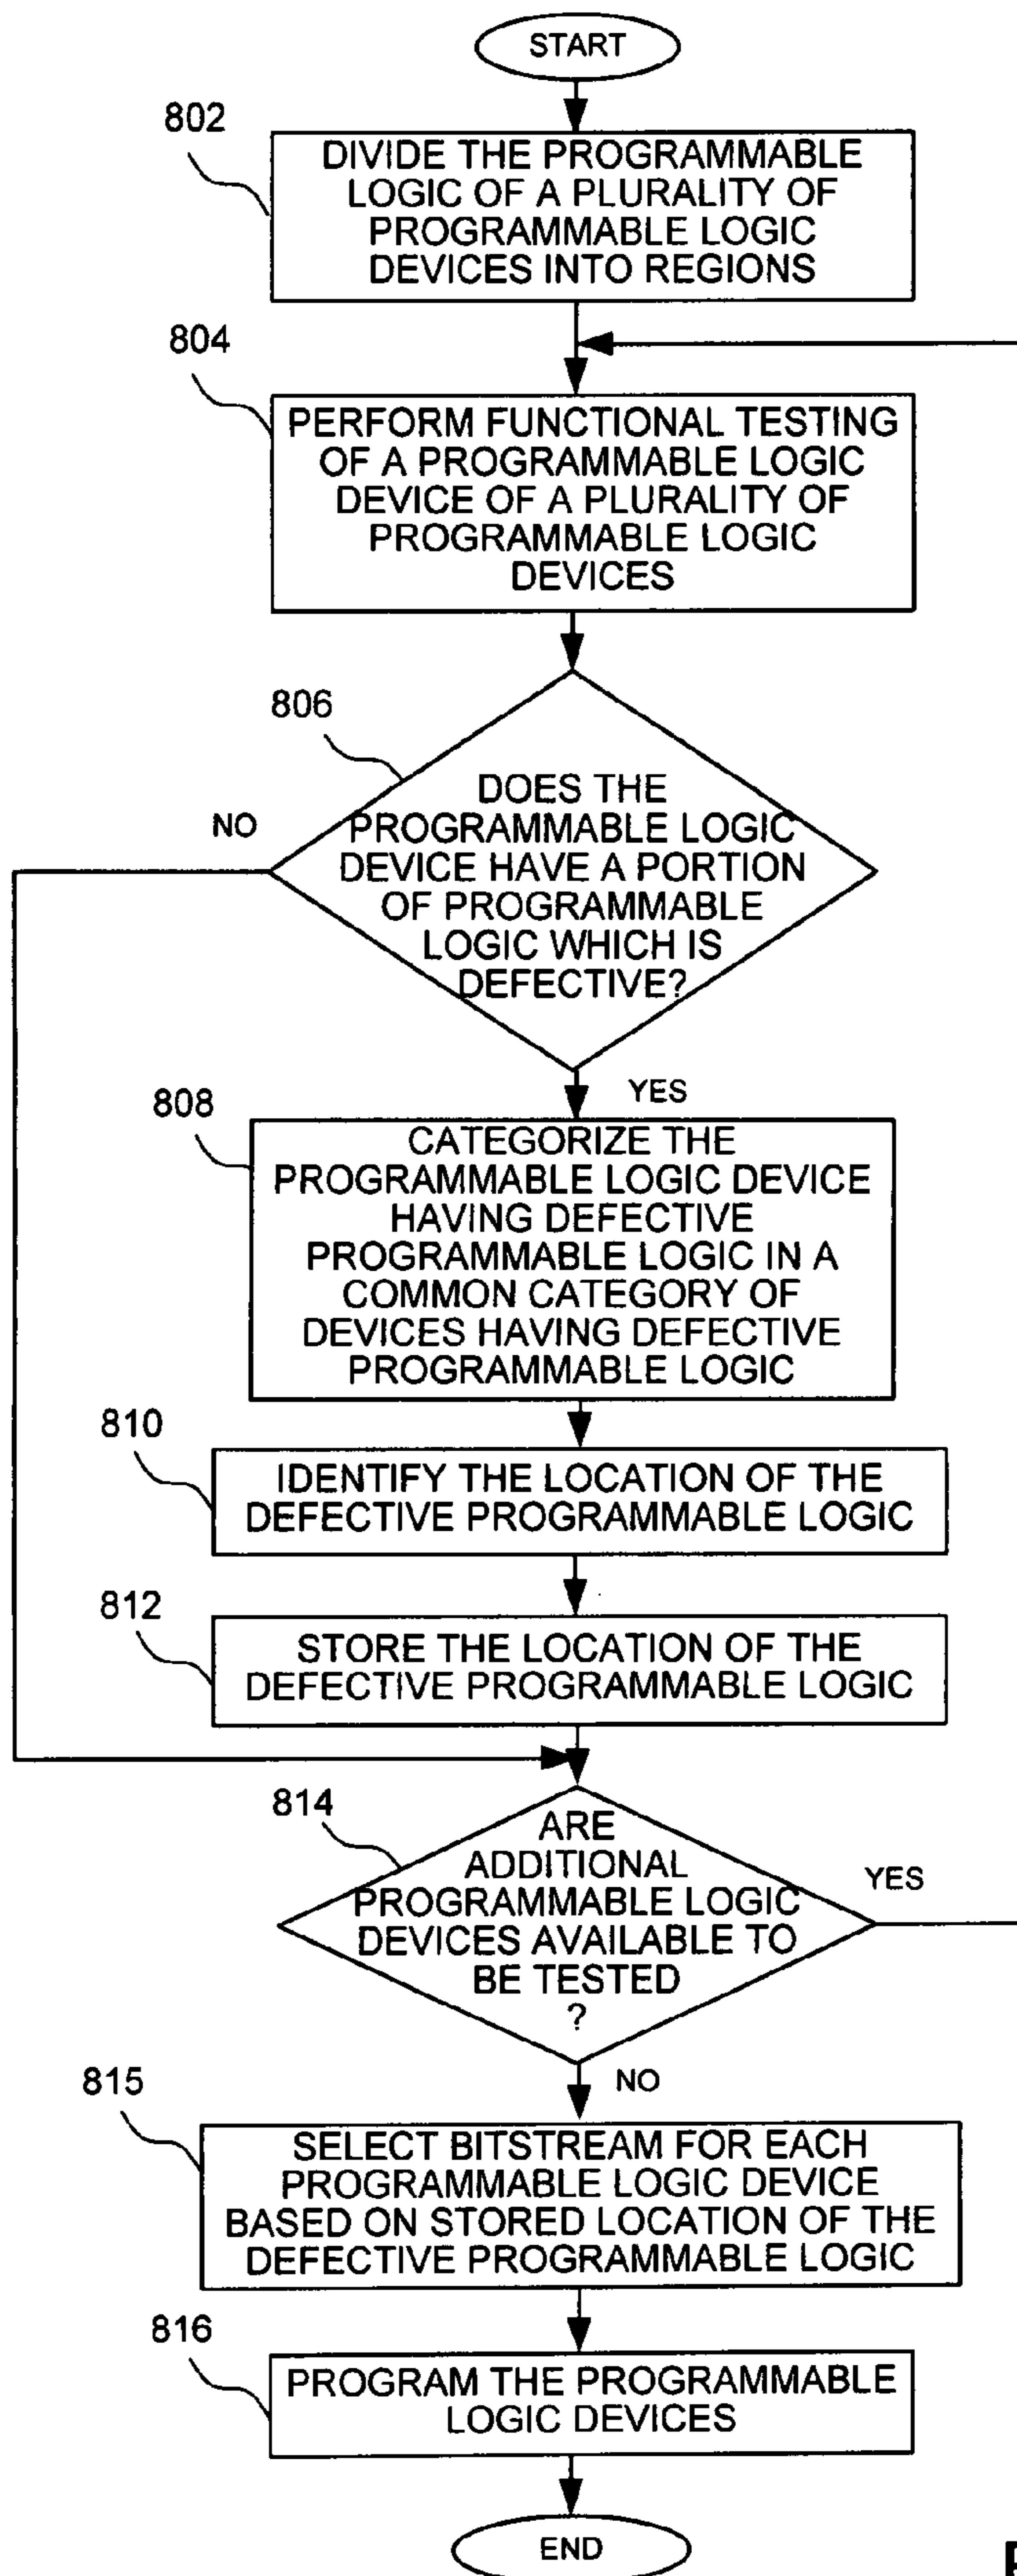 START
802
DIVIDE THE PROGRAMMABLE
LOGIC OF A PLURALITY OF
PROGRAMMABLE LOGIC
DEVICES INTO REGIONS
804
PERFORM FUNCTIONAL TESTING
OF A PROGRAMMABLE LOGIC
DEVICE OF A PLURALITY OF
PROGRAMMABLE LOGIC
DEVICES
806
NO
DOES THE
PROGRAMMABLE LOGIC
DEVICE HAVE A PORTION
OF PROGRAMMABLE
LOGIC WHICH IS
DEFECTIVE?
YES
808
CATEGORIZE THE
PROGRAMMABLE LOGIC DEVICE
HAVING DEFECTIVE
PROGRAMMABLE LOGIC IN A
COMMON CATEGORY OF
DEVICES HAVING DEFECTIVE
PROGRAMMABLE LOGIC
810
IDENTIFY THE LOCATION OF THE
DEFECTIVE PROGRAMMABLE LOGIC
812
STORE THE LOCATION OF THE
DEFECTIVE PROGRAMMABLE LOGIC
814
ARE
ADDITIONAL
PROGRAMMABLE LOGIC
DEVICES AVAILABLE TO
BE TESTED
?
YES
NO
815
SELECT BITSTREAM FOR EACH
PROGRAMMABLE LOGIC DEVICE
BASED ON STORED LOCATION OF THE
DEFECTIVE PROGRAMMABLE LOGIC
816
PROGRAM THE PROGRAMMABLE
LOGIC DEVICES
END